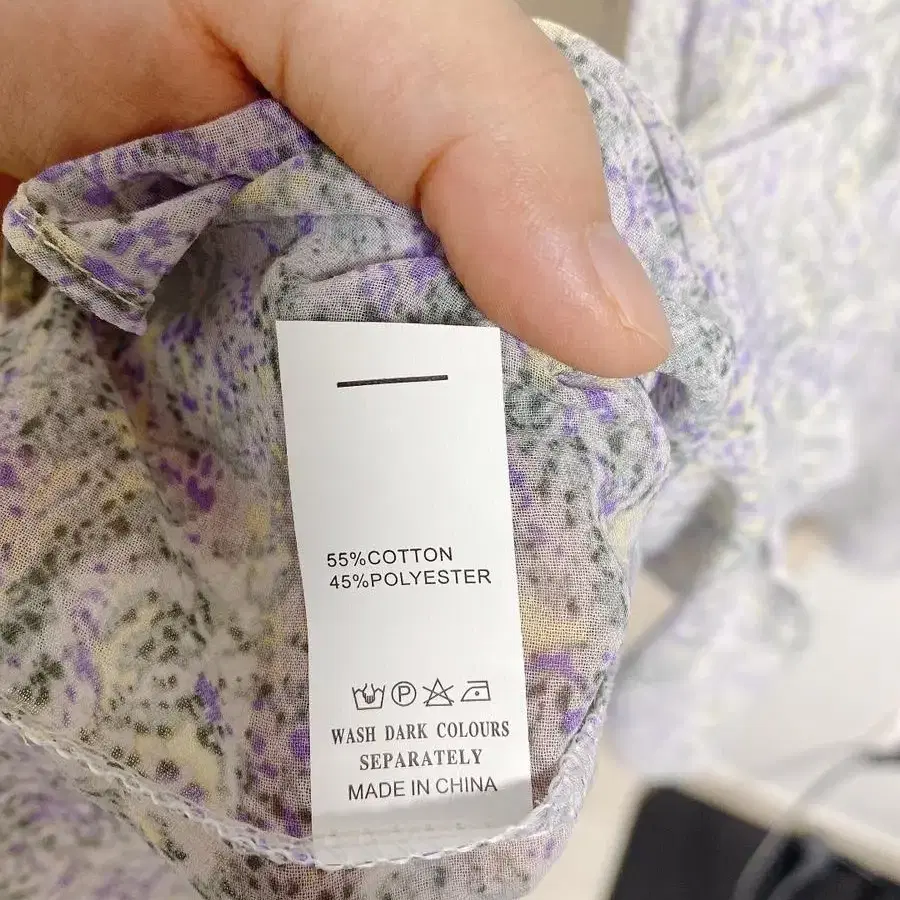 55%COTTON
45%POLYESTER
P
WASH DARK COLOURS
SEPARATELY
MADE IN CHINA